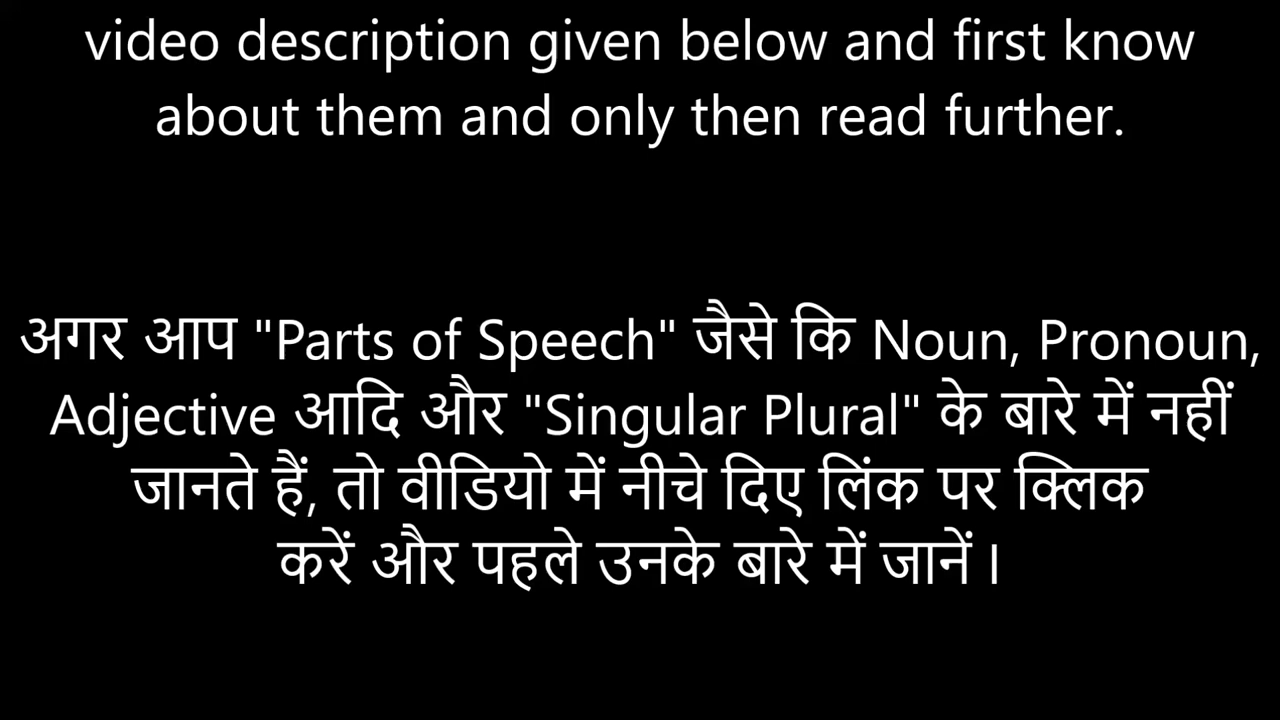 video description given below and first know
about them and only then read further.
अगर आप "Parts of Speech" जैसे कि Noun, Pronoun,
Adjective आदि और "Singular Plural" के बारे में नहीं
जानते हैं, तो वीडियो में नीचे दिए लिंक पर क्लिक
करें और पहले उनके बारे में जानें।